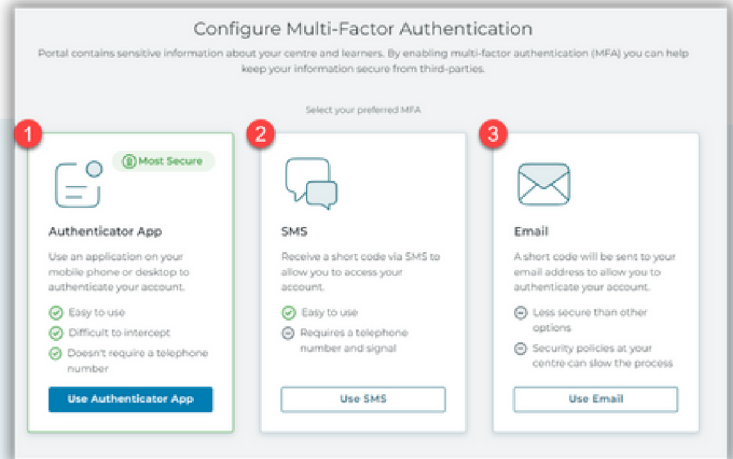 Configure Multi-Factor Authentication
Portal contains sensitive information about your centre and learners. By enabling multi-factor authentication (MFA) you can help
keep your information secure from third-parties.
Select your preferred MFA
1
Most Secure
Authenticator App
Use an application on your
mobile phone or desktop to
authenticate your account.
Easy to use
Difficult to intercept
Doesn't require a telephone
number
Use Authenticator App
2
SMS
Receive a short code via SMS to
allow you to access your
account.
Easy to use
Requires a telephone
number and signal
Use SMS
3
Email
A short code will be sent to your
email address to allow you to
authenticate your account.
Less secure than other
options
Security policies at your
centre can slow the process
Use Email